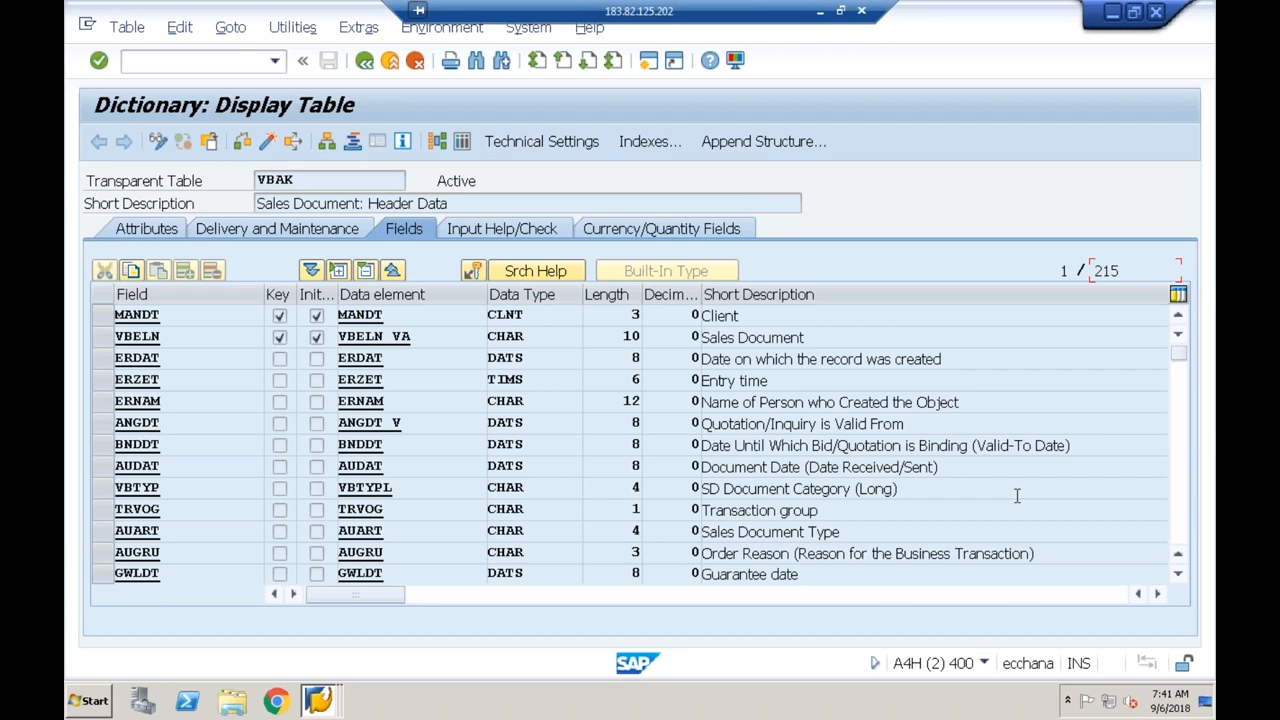 183.82.125.202
Table Edit Goto Utilities Extras Environment System Help
Dictionary: Display Table
Technical Settings Indexes... Append Structure...
Transparent Table VBAK Active
Short Description Sales Document: Header Data
Attributes Delivery and Maintenance Fields Input Help/Check Currency/Quantity Fields
Srch Help Built-In Type 1 / 215
Field Key Init... Data element Data Type Length Decim... Short Description
MANDT MANDT CLNT 3 0 Client
VBELN VBELN_VA CHAR 10 0 Sales Document
ERDAT ERDAT DATS 8 0 Date on which the record was created
ERZET ERZET TIMS 6 0 Entry time
ERNAM ERNAM CHAR 12 0 Name of Person who Created the Object
ANGDT ANGDT_V DATS 8 0 Quotation/Inquiry is Valid From
BNDDT BNDDT DATS 8 0 Date Until Which Bid/Quotation is Binding (Valid-To Date)
AUDAT AUDAT DATS 8 0 Document Date (Date Received/Sent)
VBTYP VBTYPL CHAR 4 0 SD Document Category (Long)
TRVOG TRVOG CHAR 1 0 Transaction group
AUART AUART CHAR 4 0 Sales Document Type
AUGRU AUGRU CHAR 3 0 Order Reason (Reason for the Business Transaction)
GWLDT GWLDT DATS 8 0 Guarantee date
SAP A4H (2) 400 ecchana INS
Start 7:41 AM
9/6/2018